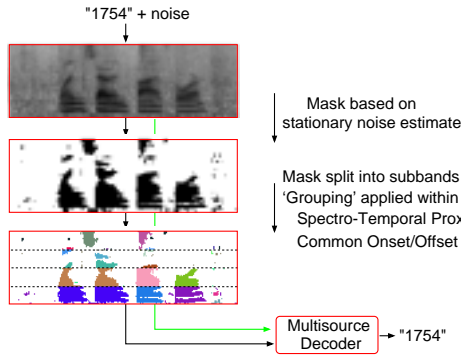 "1754" + noise
Mask based on
stationary noise estimate
Mask split into subbands
‘Grouping’ applied within
Spectro-Temporal Prox
Common Onset/Offset
Multisource
Decoder
"1754"